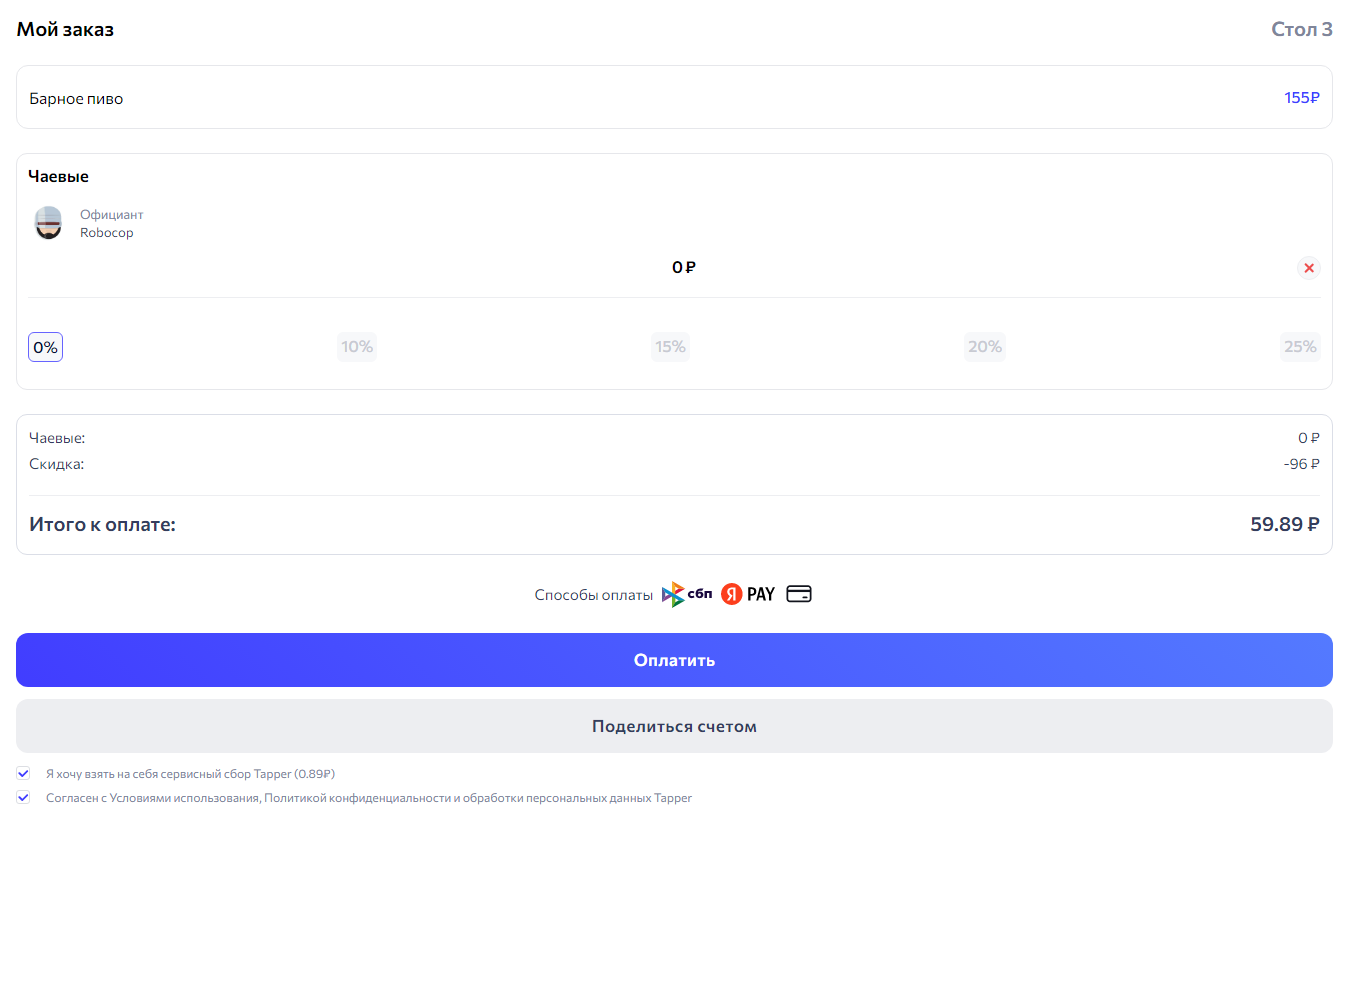 Мой заказ
Стол 3
Барное пиво
155₽
Чаевые
Официант
Robocop
0 ₽
0%
10%
15%
20%
25%
Чаевые:
0 ₽
Скидка:
-96 ₽
Итого к оплате:
59.89 ₽
Способы оплаты сбп Я PAY
Оплатить
Поделиться счетом
Я хочу взять на себя сервисный сбор Tapper (0.89₽)
Согласен с Условиями использования, Политикой конфиденциальности и обработки персональных данных Tapper